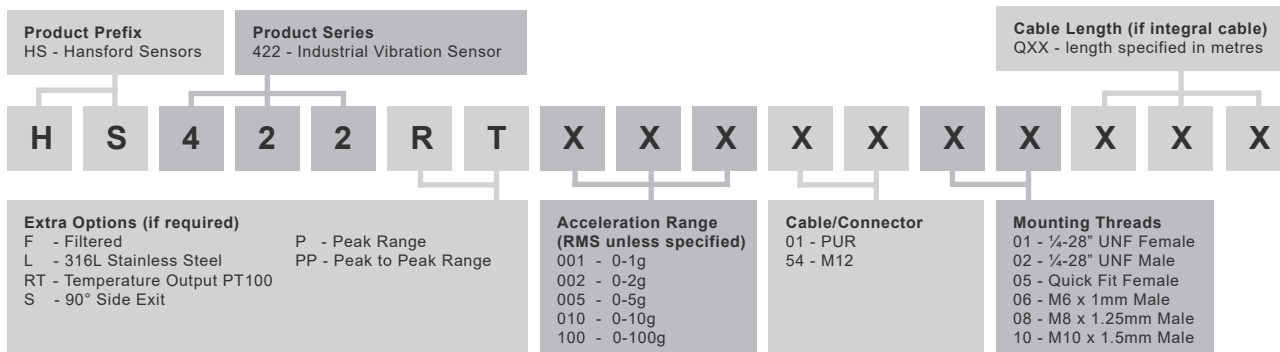 Product Prefix
HS - Hansford Sensors
Product Series
422 - Industrial Vibration Sensor
Cable Length (if integral cable)
QXX - length specified in metres
H S 4 2 2 R T X X X X X X X X X X
Extra Options (if required)
F - Filtered
L - 316L Stainless Steel
RT - Temperature Output PT100
S - 90° Side Exit
P - Peak Range
PP - Peak to Peak Range
Acceleration Range
(RMS unless specified)
001 - 0-1g
002 - 0-2g
005 - 0-5g
010 - 0-10g
100 - 0-100g
Cable/Connector
01 - PUR
54 - M12
Mounting Threads
01 - ¼-28” UNF Female
02 - ¼-28” UNF Male
05 - Quick Fit Female
06 - M6 x 1mm Male
08 - M8 x 1.25mm Male
10 - M10 x 1.5mm Male